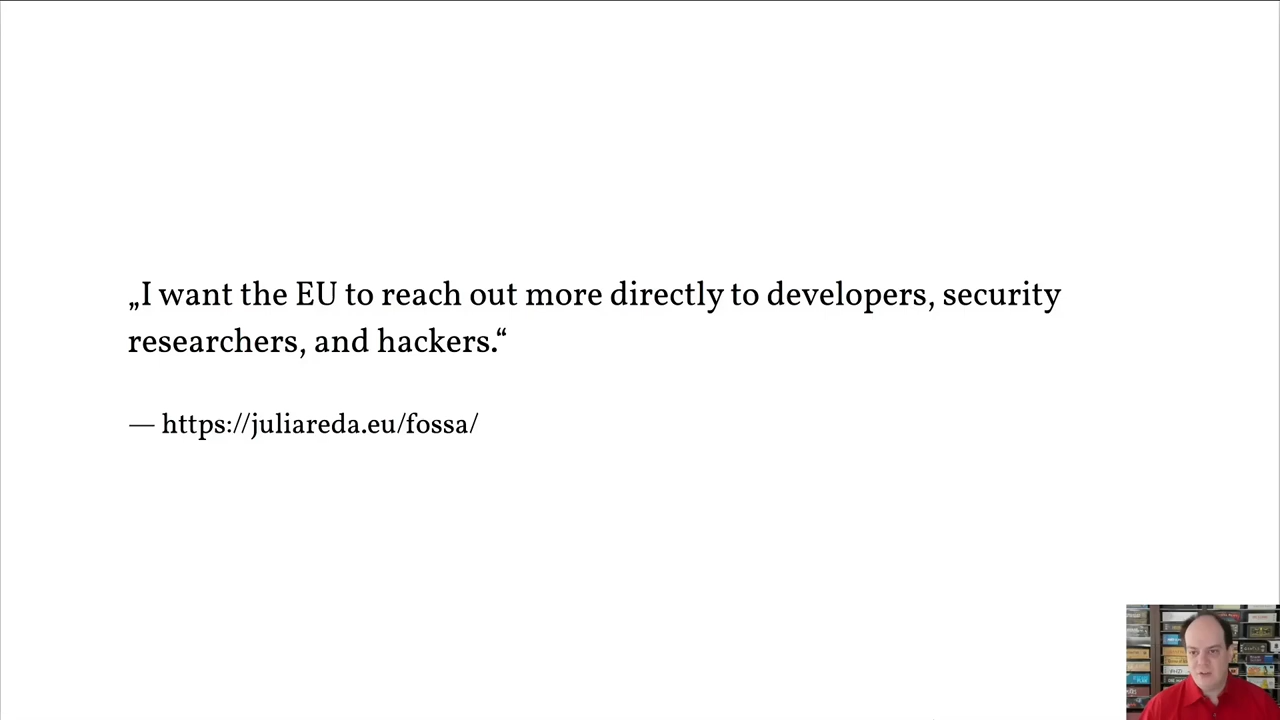 „I want the EU to reach out more directly to developers, security
researchers, and hackers.“
— https://juliareda.eu/fossa/